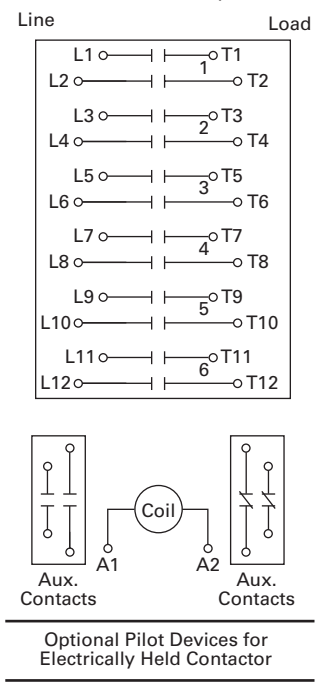 Line Load
L1 T1
1
L2 T2
L3 T3
2
L4 T4
L5 T5
3
L6 T6
L7 T7
4
L8 T8
L9 T9
5
L10 T10
L11 T11
6
L12 T12
Coil
A1 A2
Aux.
Contacts
Aux.
Contacts
Optional Pilot Devices for
Electrically Held Contactor